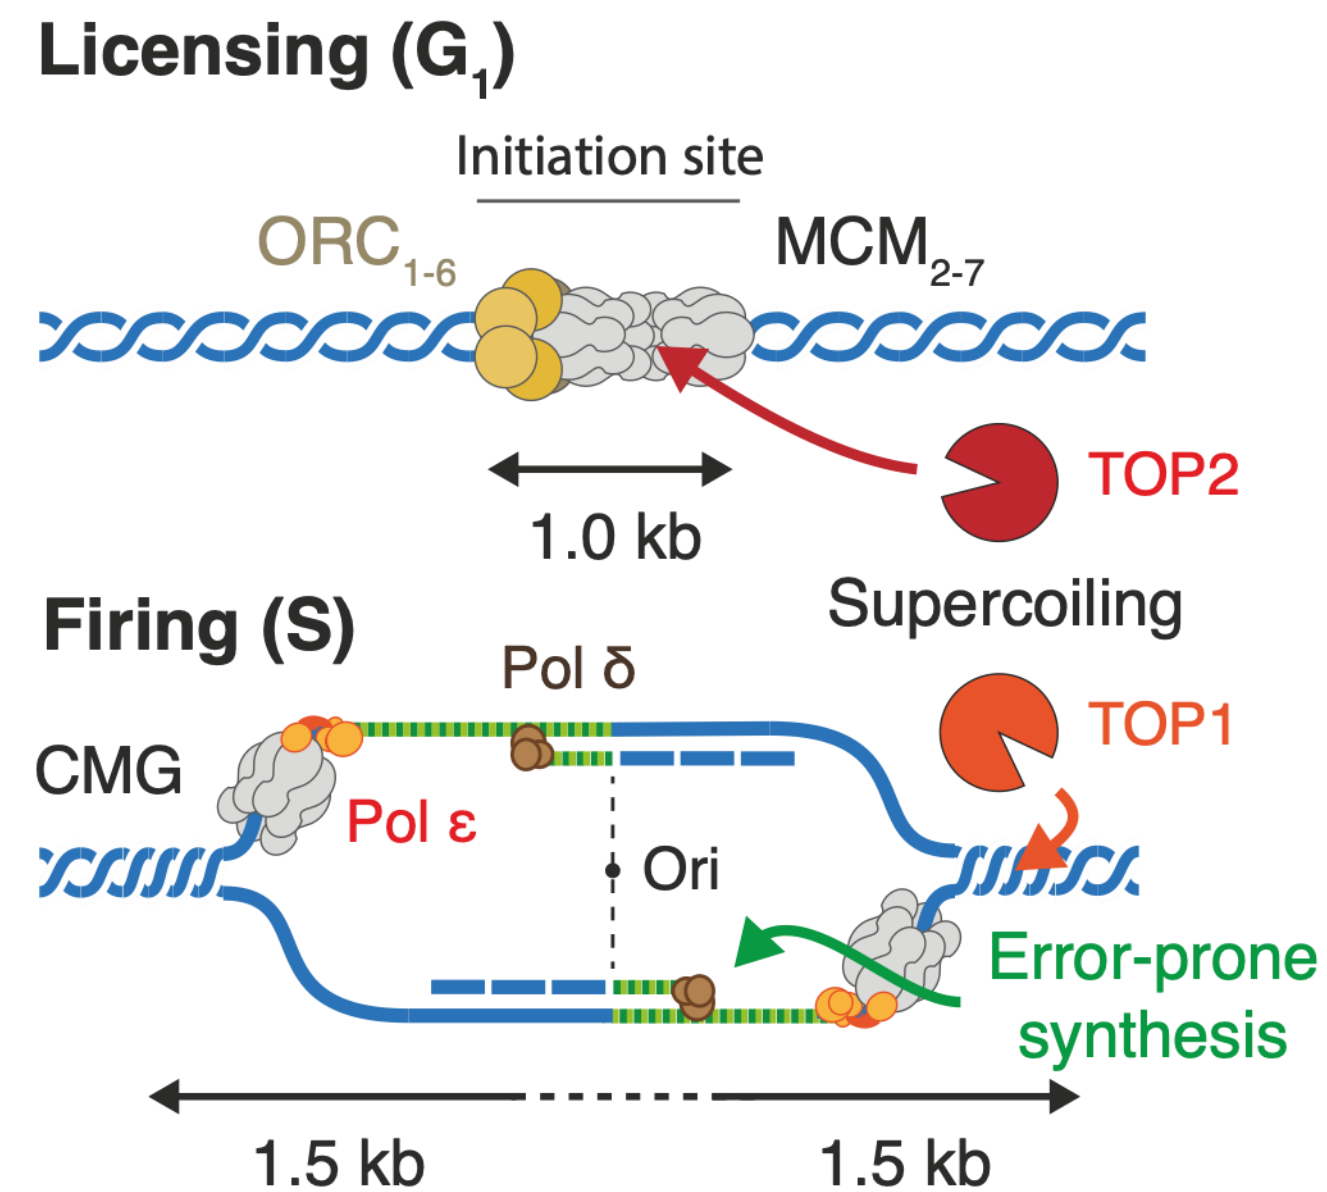 Licensing (G1)
Initiation site
ORC1-6
MCM2-7
TOP2
1.0 kb
Supercoiling
Firing (S)
Pol δ
TOP1
CMG
Pol ε
Ori
Error-prone
synthesis
1.5 kb
1.5 kb